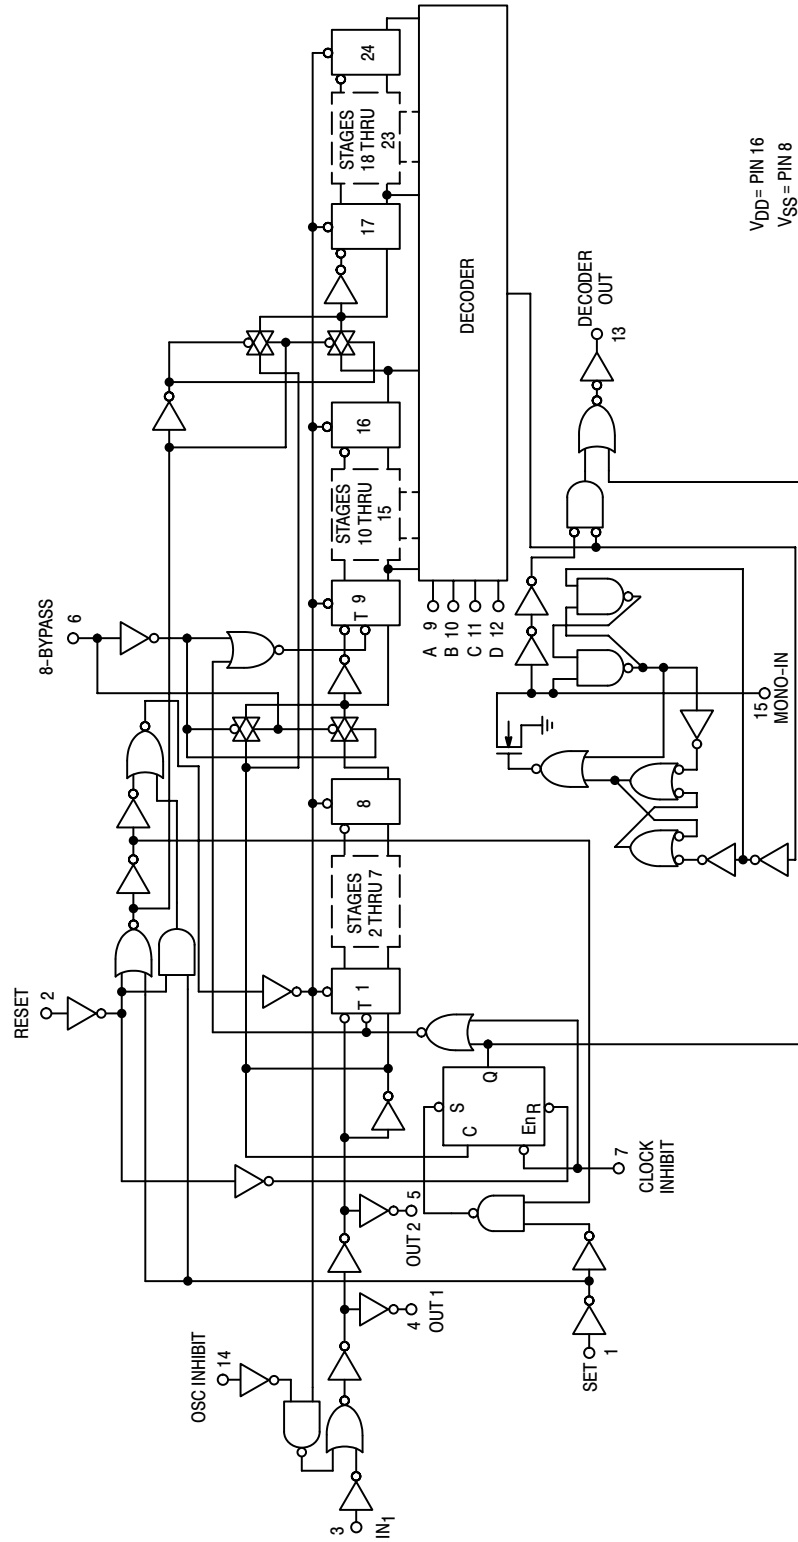 RESET
2
8-BYPASS
6
OSC INHIBIT
14
3
IN1
4
OUT 1
OUT 2
5
SET
1
S
C
Q
En
R
7
CLOCK
INHIBIT
T
1
STAGES
2 THRU 7
8
T
9
STAGES
10 THRU
15
16
17
STAGES
18 THRU
23
24
A 9
B 10
C 11
D 12
DECODER
15
MONO-IN
DECODER
OUT
13
VDD = PIN 16
VSS = PIN 8